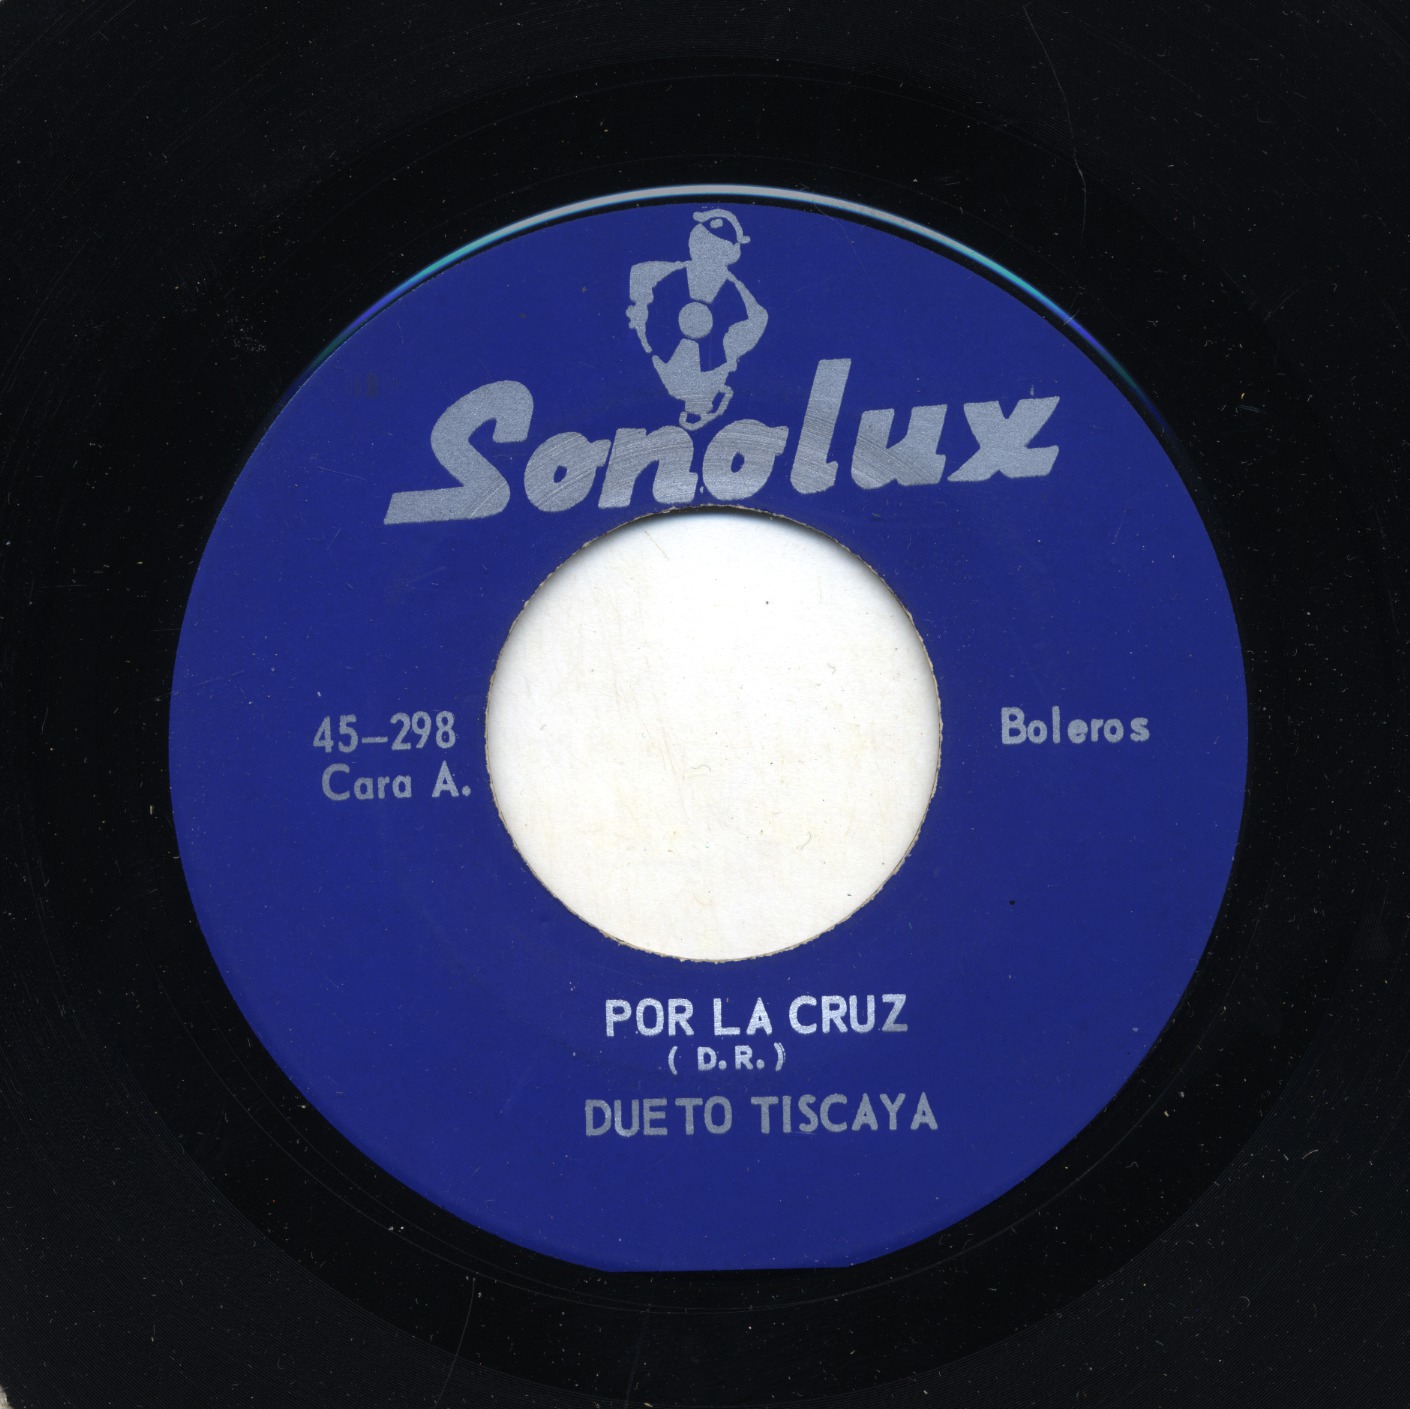 Sonolux
45-298
Cara A.
Boleros
POR LA CRUZ
( D.R. )
DUETO TISCAYA